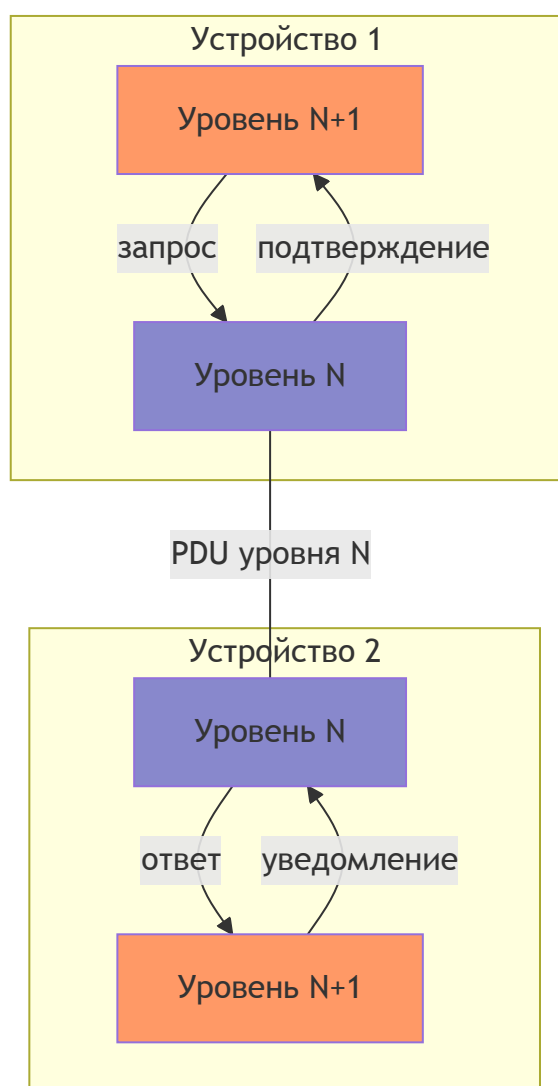 Устройство 1
Уровень N+1
запрос подтверждение
Уровень N
PDU уровня N
Устройство 2
Уровень N
ответ уведомление
Уровень N+1